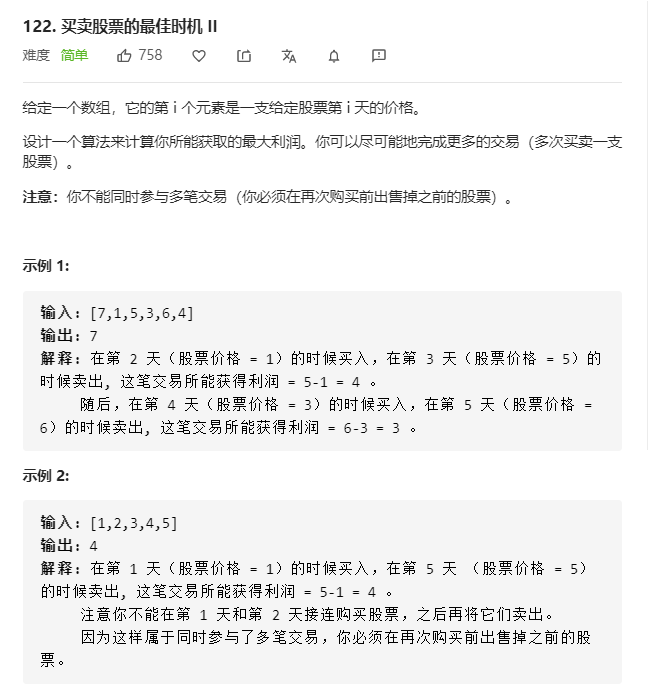 122. 买卖股票的最佳时机 II
难度 简单 758
给定一个数组，它的第 i 个元素是一支给定股票第 i 天的价格。
设计一个算法来计算你所能获取的最大利润。你可以尽可能地完成更多的交易（多次买卖一支
股票）。
注意：你不能同时参与多笔交易（你必须在再次购买前出售掉之前的股票）。
示例 1:
输入: [7,1,5,3,6,4]
输出: 7
解释: 在第 2 天（股票价格 = 1）的时候买入，在第 3 天（股票价格 = 5）的
时候卖出, 这笔交易所能获得利润 = 5-1 = 4 。
随后，在第 4 天（股票价格 = 3）的时候买入，在第 5 天（股票价格 =
6）的时候卖出, 这笔交易所能获得利润 = 6-3 = 3 。
示例 2:
输入: [1,2,3,4,5]
输出: 4
解释: 在第 1 天（股票价格 = 1）的时候买入，在第 5 天 （股票价格 = 5）
的时候卖出, 这笔交易所能获得利润 = 5-1 = 4 。
注意你不能在第 1 天和第 2 天接连购买股票，之后再将它们卖出。
因为这样属于同时参与了多笔交易，你必须在再次购买前出售掉之前的股
票。